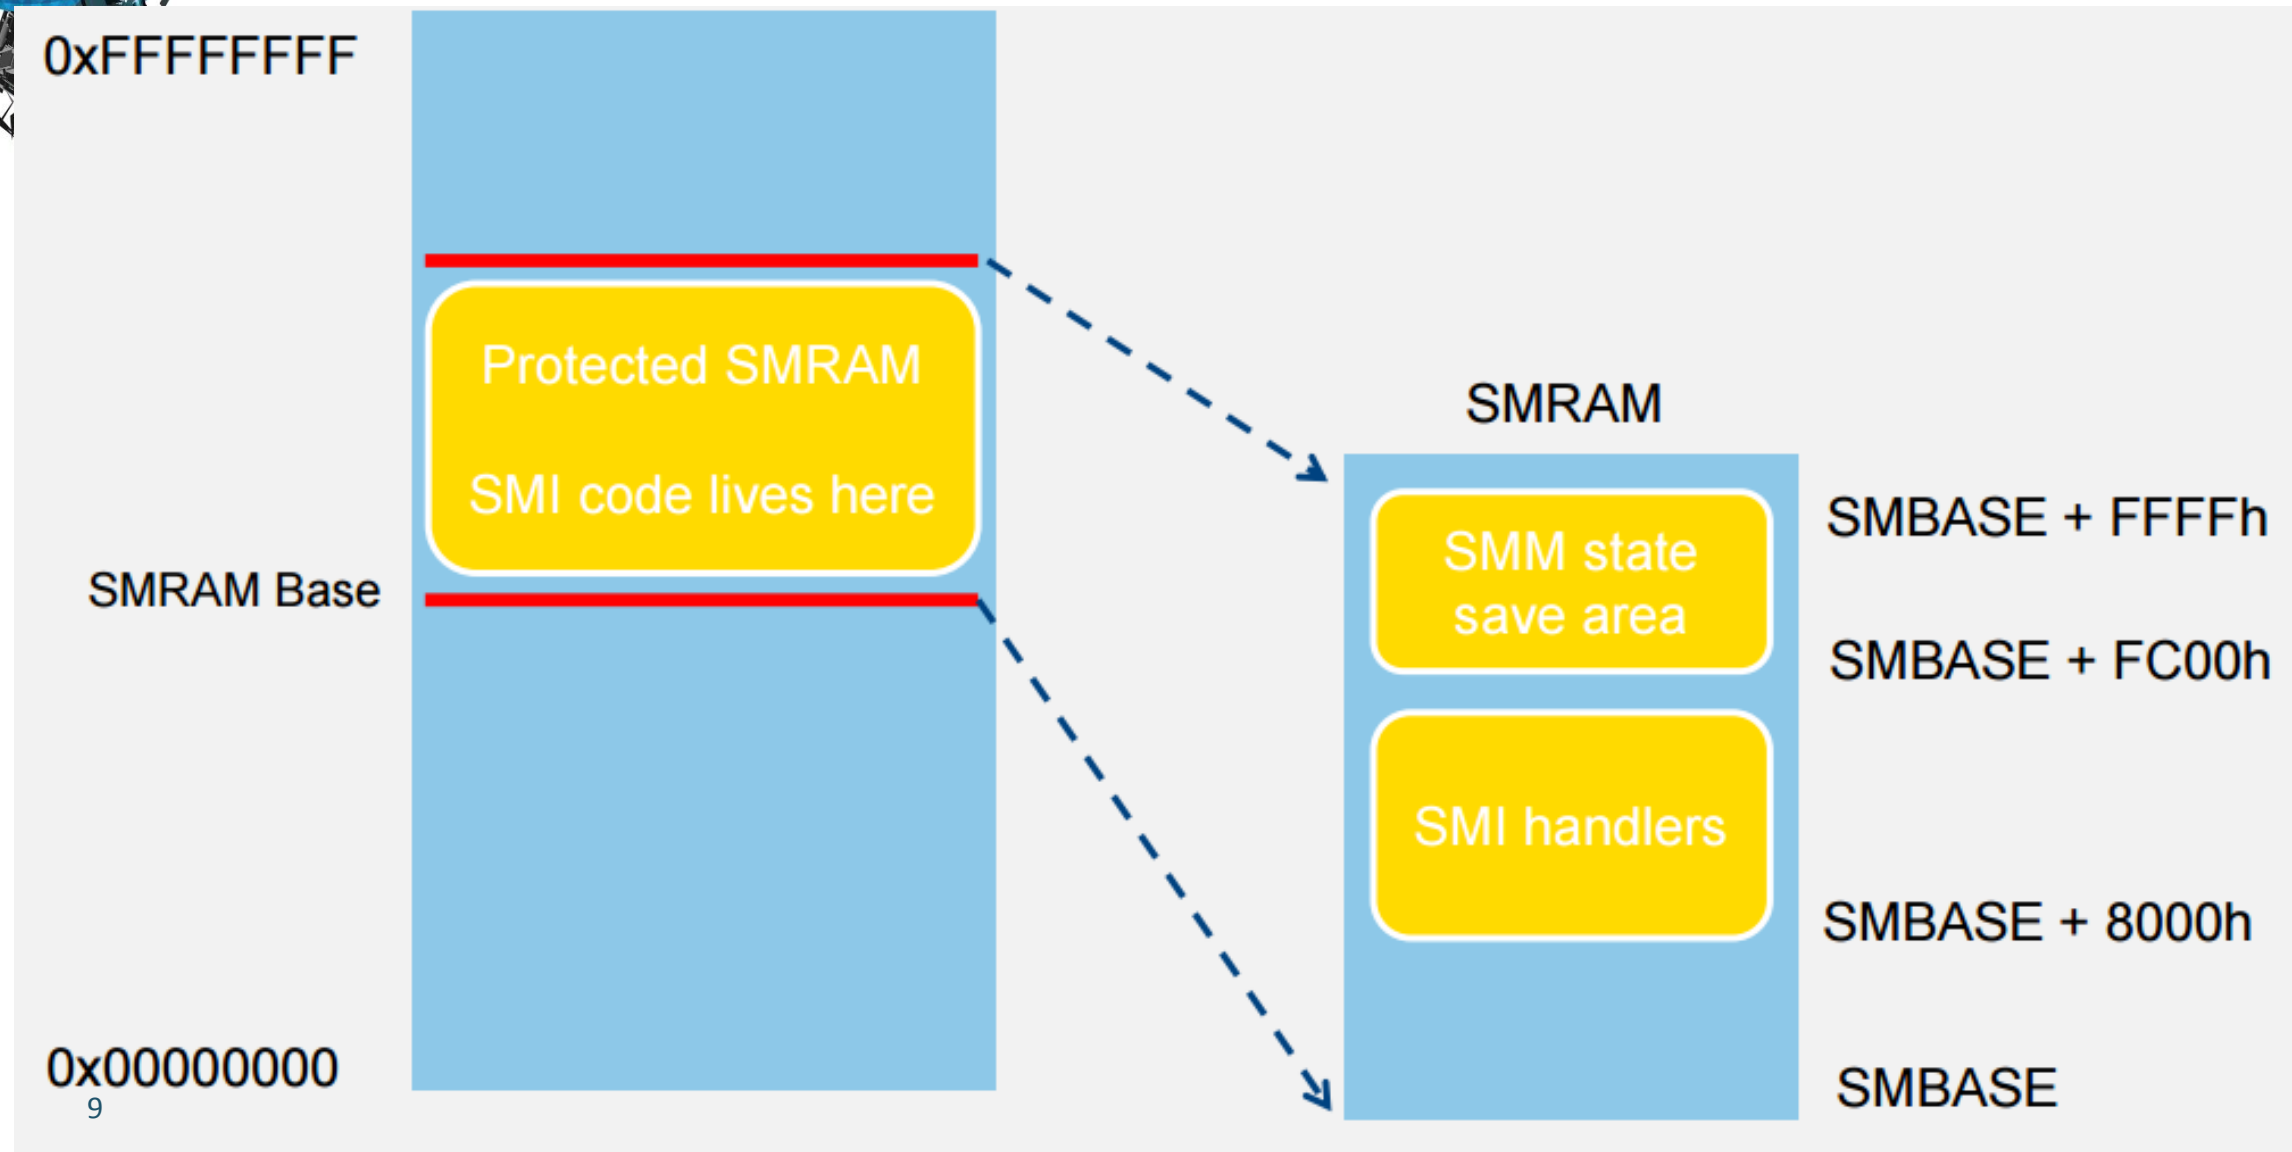 0xFFFFFFFF
Protected SMRAM
SMI code lives here
SMRAM Base
0x00000000
9
SMRAM
SMM state
save area
SMI handlers
SMBASE + FFFFh
SMBASE + FC00h
SMBASE + 8000h
SMBASE